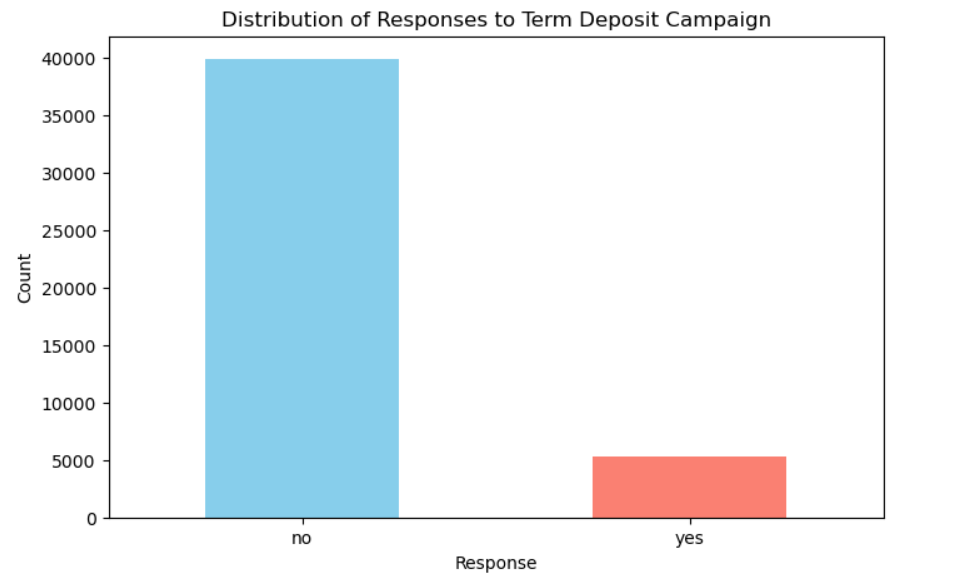 Distribution of Responses to Term Deposit Campaign
40000
35000
30000
25000
20000
15000
10000
5000
0
Count
no yes
Response